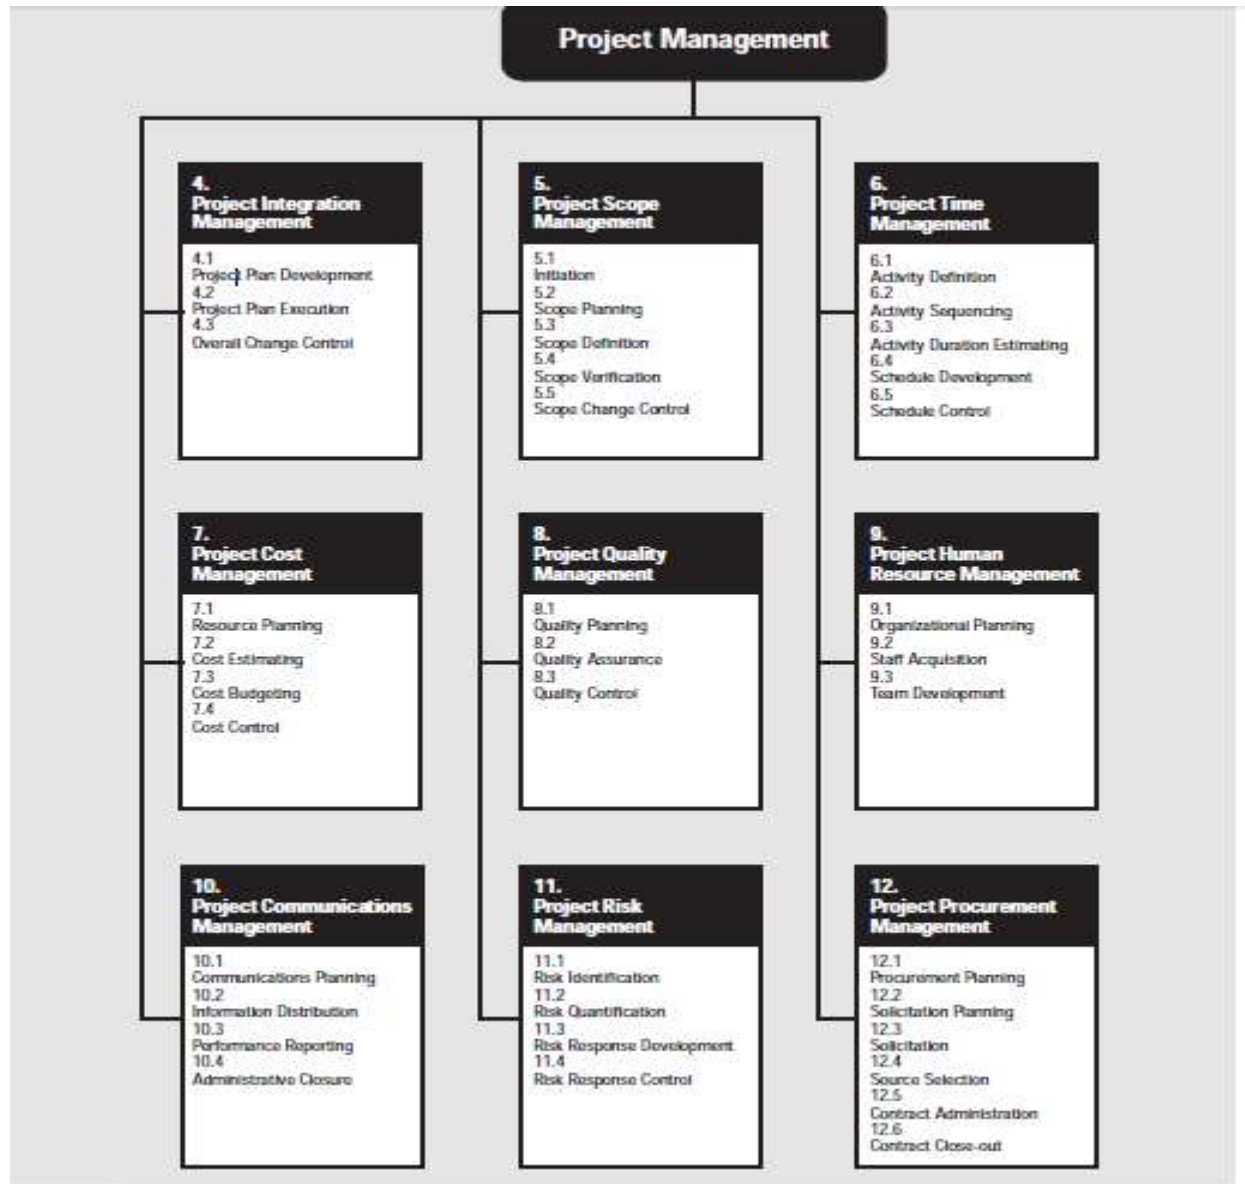 Project Management
4.
Project Integration
Management
4.1
Project Plan Development
4.2
Project Plan Execution
4.3
Overall Change Control
5.
Project Scope
Management
5.1
Initiation
5.2
Scope Planning
5.3
Scope Definition
5.4
Scope Verification
5.5
Scope Change Control
6.
Project Time
Management
6.1
Activity Definition
6.2
Activity Sequencing
6.3
Activity Duration Estimating
6.4
Schedule Development
6.5
Schedule Control
7.
Project Cost
Management
7.1
Resource Planning
7.2
Cost Estimating
7.3
Cost Budgeting
7.4
Cost Control
8.
Project Quality
Management
8.1
Quality Planning
8.2
Quality Assurance
8.3
Quality Control
9.
Project Human
Resource Management
9.1
Organizational Planning
9.2
Staff Acquisition
9.3
Team Development
10.
Project Communications
Management
10.1
Communications Planning
10.2
Information Distribution
10.3
Performance Reporting
10.4
Administrative Closure
11.
Project Risk
Management
11.1
Risk Identification
11.2
Risk Quantification
11.3
Risk Response Development
11.4
Risk Response Control
12.
Project Procurement
Management
12.1
Procurement Planning
12.2
Solicitation Planning
12.3
Solicitation
12.4
Source Selection
12.5
Contract Administration
12.6
Contract Close-out